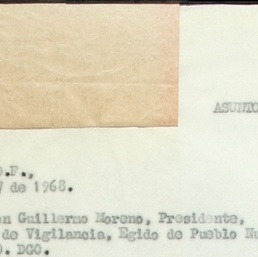 ASUNTO
D.F.,
de 1968.
Guillermo Moreno, Presidente,
de Vigilancia, Egido de Pueblo Nu
DGO.